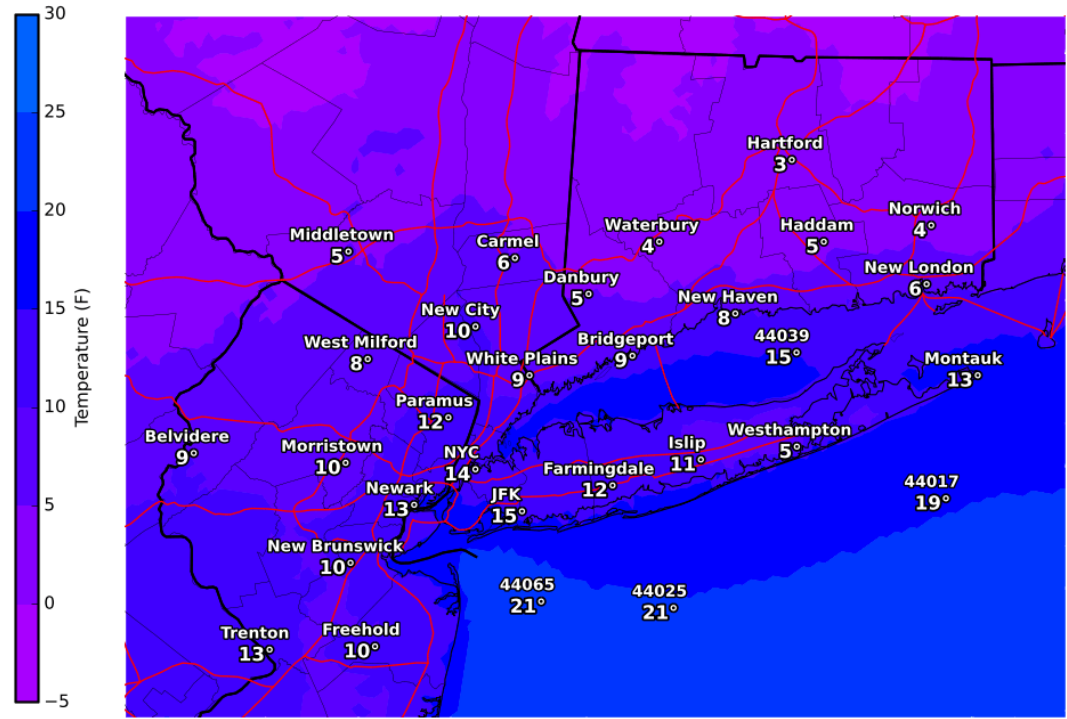 30
25
20
15
10
5
0
−5
Temperature (F)
Hartford
3°
Norwich
4°
Waterbury
4°
Haddam
5°
Middletown
5°
Carmel
6°
New London
6°
Danbury
5°
New Haven
8°
New City
10°
44039
15°
Bridgeport
9°
West Milford
8°
White Plains
9°
Montauk
13°
Paramus
12°
Westhampton
5°
Belvidere
9°
Morristown
10°
NYC
14°
Islip
11°
Farmingdale
12°
44017
19°
Newark
13°
JFK
15°
New Brunswick
10°
44065
21°
44025
21°
Trenton
13°
Freehold
10°